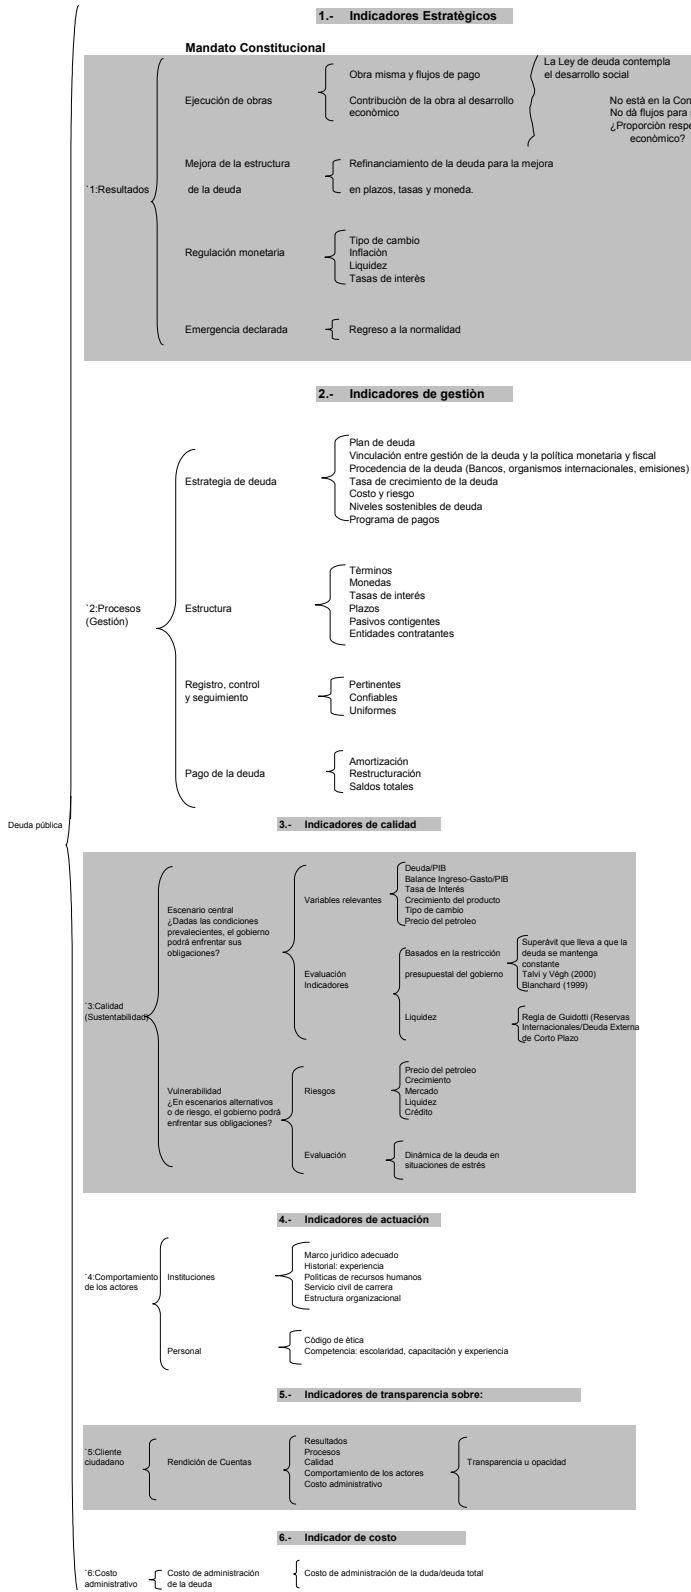 1.- Indicadores Estratègicos
Mandato Constitucional
Deuda pública
`1:Resultados
Ejecución de obras
Obra misma y flujos de pago
Contribuciòn de la obra al desarrollo
econòmico
La Ley de deuda contempla
el desarrollo social
No està en la Con
No dà flujos para
¿Proporciòn respe
econòmico?
Mejora de la estructura
de la deuda
Refinanciamiento de la deuda para la mejora
en plazos, tasas y moneda.
Regulación monetaria
Tipo de cambio
Inflaciòn
Liquidez
Tasas de interès
Emergencia declarada
Regreso a la normalidad
2.- Indicadores de gestiòn
`2:Procesos
(Gestión)
Estrategia de deuda
Plan de deuda
Vinculación entre gestión de la deuda y la política monetaria y fiscal
Procedencia de la deuda (Bancos, organismos internacionales, emisiones)
Tasa de crecimiento de la deuda
Costo y riesgo
Niveles sostenibles de deuda
Programa de pagos
Estructura
Tèrminos
Monedas
Tasas de interés
Plazos
Pasivos contigentes
Entidades contratantes
Registro, control
y seguimiento
Pertinentes
Confiables
Uniformes
Pago de la deuda
Amortización
Restructuración
Saldos totales
3.- Indicadores de calidad
`3:Calidad
(Sustentabilidad)
Escenario central
¿Dadas las condiciones
prevalecientes, el gobierno
podrá enfrentar sus
obligaciones?
Variables relevantes
Deuda/PIB
Balance Ingreso-Gasto/PIB
Tasa de Interés
Crecimiento del producto
Tipo de cambio
Precio del petroleo
Evaluación
Indicadores
Basados en la restricción
presupuestal del gobierno
Superávit que lleva a que la
deuda se mantenga
constante
Talvi y Végh (2000)
Blanchard (1999)
Liquidez
Regla de Guidotti (Reservas
Internacionales/Deuda Externa
de Corto Plazo
Vulnerabilidad
¿En escenarios alternativos
o de riesgo, el gobierno podrá
enfrentar sus obligaciones?
Riesgos
Precio del petroleo
Crecimiento
Mercado
Liquidez
Crédito
Evaluación
Dinámica de la deuda en
situaciones de estrés
4.- Indicadores de actuación
`4:Comportamiento
de los actores
Instituciones
Marco jurìdico adecuado
Historial: experiencia
Polìticas de recursos humanos
Servicio civil de carrera
Estructura organizacional
Personal
Còdigo de ètica
Competencia: escolaridad, capacitaciòn y experiencia
5.- Indicadores de transparencia sobre:
`5:Cliente
ciudadano
Rendición de Cuentas
Resultados
Procesos
Calidad
Comportamiento de los actores
Costo administrativo
Transparencia u opacidad
6.- Indicador de costo
`6:Costo
administrativo
Costo de administración
de la deuda
Costo de administración de la duda/deuda total